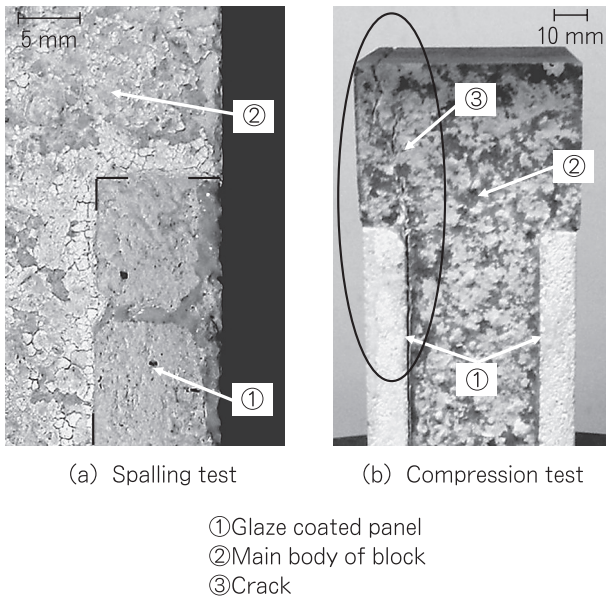 5 mm
10 mm
②
③
②
①
①
(a) Spalling test
(b) Compression test
①Glaze coated panel
②Main body of block
③Crack